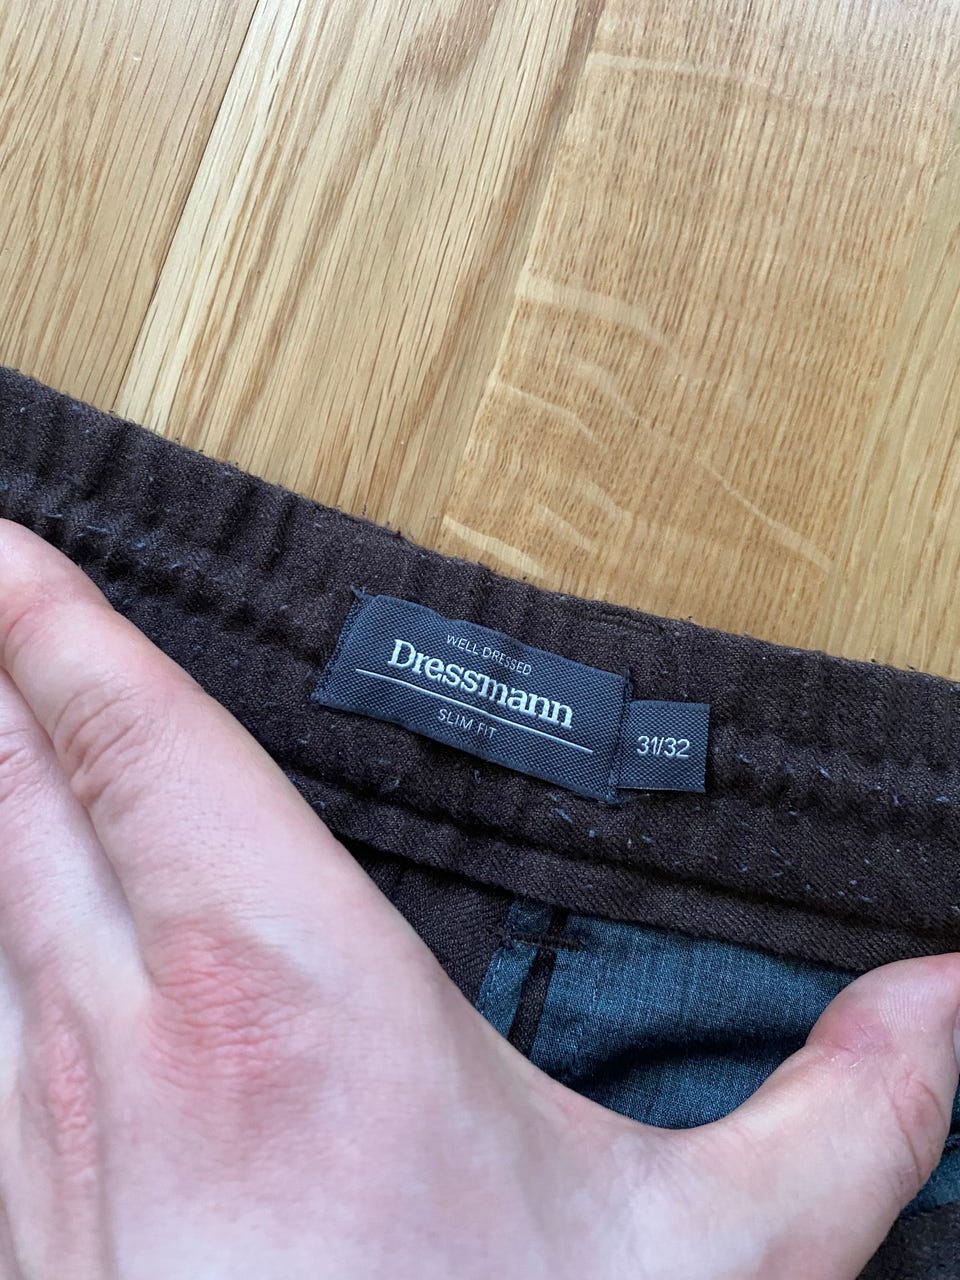 WELL DRESSED
Dressmann
SLIM FIT
31/32